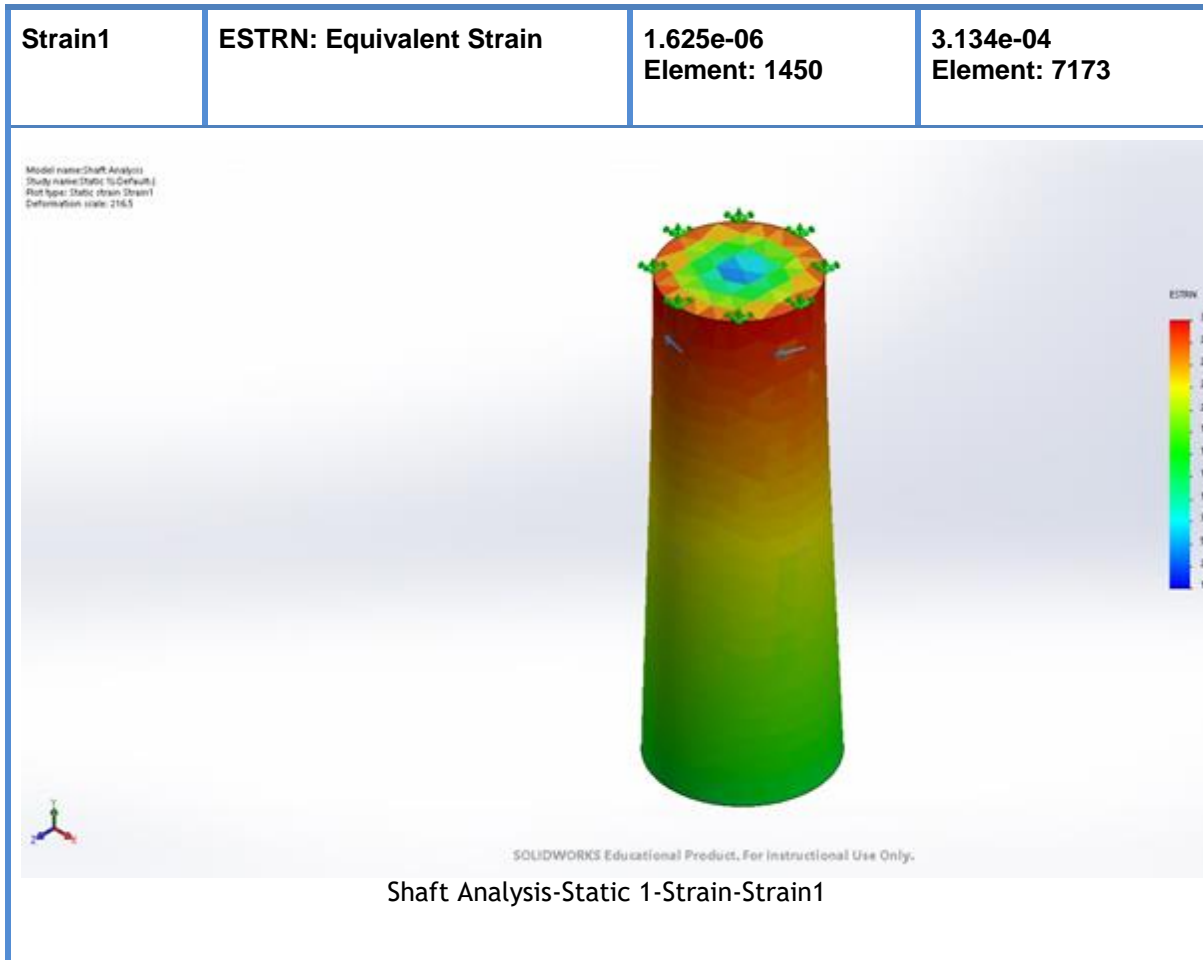 Strain1
ESTRN: Equivalent Strain
1.625e-06
Element: 1450
3.134e-04
Element: 7173
Model name:Shaft Analysis
Study name:Static 1(-Default-)
Plot type: Static strain Strain1
Deformation scale: 216.5
ESTRN
Y
Z
X
SOLIDWORKS Educational Product. For Instructional Use Only.
Shaft Analysis-Static 1-Strain-Strain1